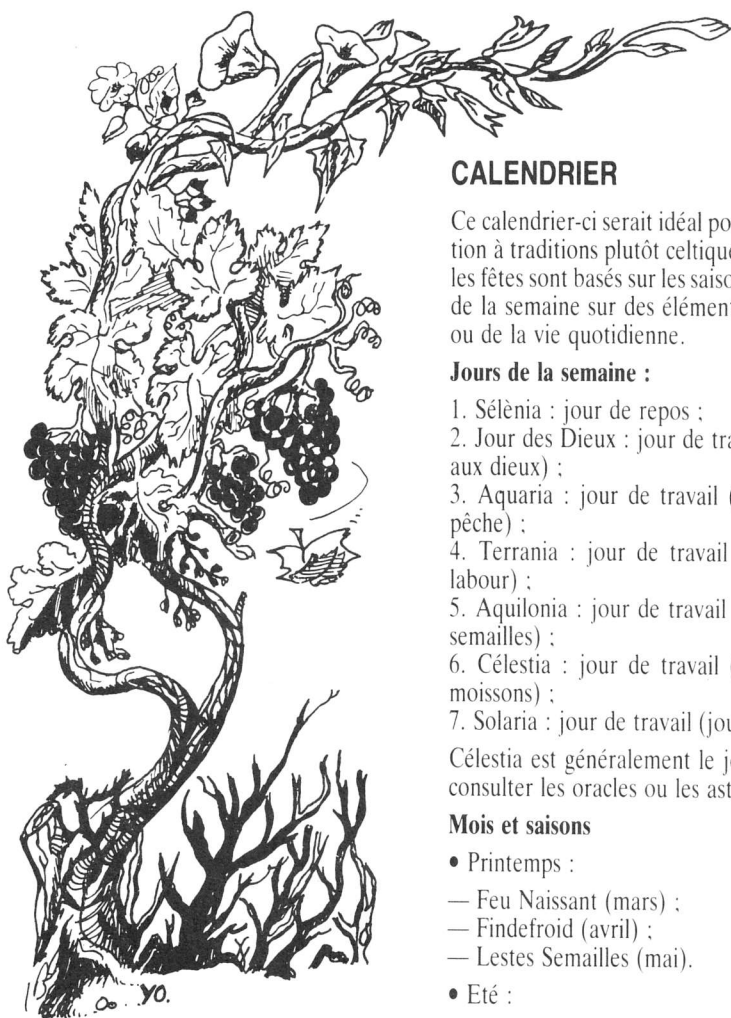 CALENDRIER
Ce calendrier-ci serait idéal po
tion à traditions plutôt celtique
les fêtes sont basés sur les saiso
de la semaine sur des élément
ou de la vie quotidienne.
Jours de la semaine :
1. Sélènia : jour de repos ;
2. Jour des Dieux : jour de tra
aux dieux) ;
3. Aquaria : jour de travail (
pêche) ;
4. Terrania : jour de travail
labour) ;
5. Aquilonia : jour de travail
semailles) ;
6. Célestia : jour de travail (
moissons) ;
7. Solaria : jour de travail (jou
Célestia est généralement le jo
consulter les oracles ou les ast
Mois et saisons
• Printemps :
— Feu Naissant (mars) ;
— Findefroid (avril) ;
— Lestes Semailles (mai).
• Eté :
YO.